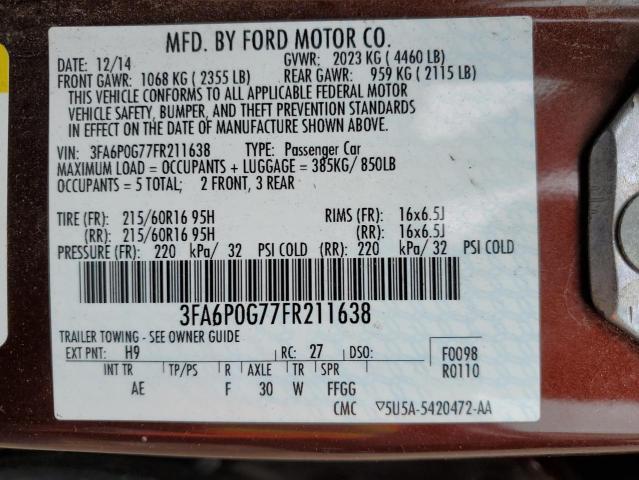 MFD. BY FORD MOTOR CO.
DATE: 12/14 GVWR: 2023 KG ( 4460 LB)
FRONT GAWR: 1068 KG ( 2355 LB) REAR GAWR: 959 KG ( 2115 LB)
THIS VEHICLE CONFORMS TO ALL APPLICABLE FEDERAL MOTOR
VEHICLE SAFETY, BUMPER, AND THEFT PREVENTION STANDARDS
IN EFFECT ON THE DATE OF MANUFACTURE SHOWN ABOVE.
VIN: 3FA6P0G77FR211638 TYPE: Passenger Car
MAXIMUM LOAD = OCCUPANTS + LUGGAGE = 385KG/ 850LB
OCCUPANTS = 5 TOTAL; 2 FRONT, 3 REAR
TIRE (FR): 215/60R16 95H RIMS (FR): 16x6.5J
(RR): 215/60R16 95H (RR): 16x6.5J
PRESSURE (FR): 220 kPa/ 32 PSI COLD (RR): 220 kPa/ 32 PSI COLD
3FA6P0G77FR211638
TRAILER TOWING - SEE OWNER GUIDE
EXT PNT: H9 RC: 27 DSO: F0098
INT TR TP/PS R AXLE TR SPR R0110
AE F 30 W FFGG
CMC ▽5U5A-5420472-AA